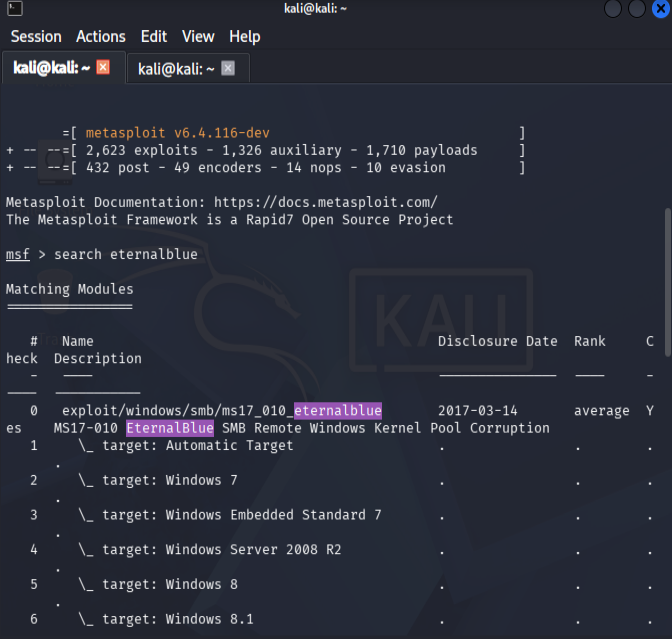 kali@kali: ~
Session Actions Edit View Help
kali@kali: ~ kali@kali: ~
=[ metasploit v6.4.116-dev ]
+ -- --=[ 2,623 exploits - 1,326 auxiliary - 1,710 payloads ]
+ -- --=[ 432 post - 49 encoders - 14 nops - 10 evasion ]
Metasploit Documentation: https://docs.metasploit.com/
The Metasploit Framework is a Rapid7 Open Source Project
msf > search eternalblue
Matching Modules
================
# Name Disclosure Date Rank C
heck Description
- ---- --------------- ---- -
---- -----------
0 exploit/windows/smb/ms17_010_eternalblue 2017-03-14 average Y
es MS17-010 EternalBlue SMB Remote Windows Kernel Pool Corruption
1 \_ target: Automatic Target . . .
.
2 \_ target: Windows 7 . . .
.
3 \_ target: Windows Embedded Standard 7 . . .
.
4 \_ target: Windows Server 2008 R2 . . .
.
5 \_ target: Windows 8 . . .
.
6 \_ target: Windows 8.1 . . .
KALI